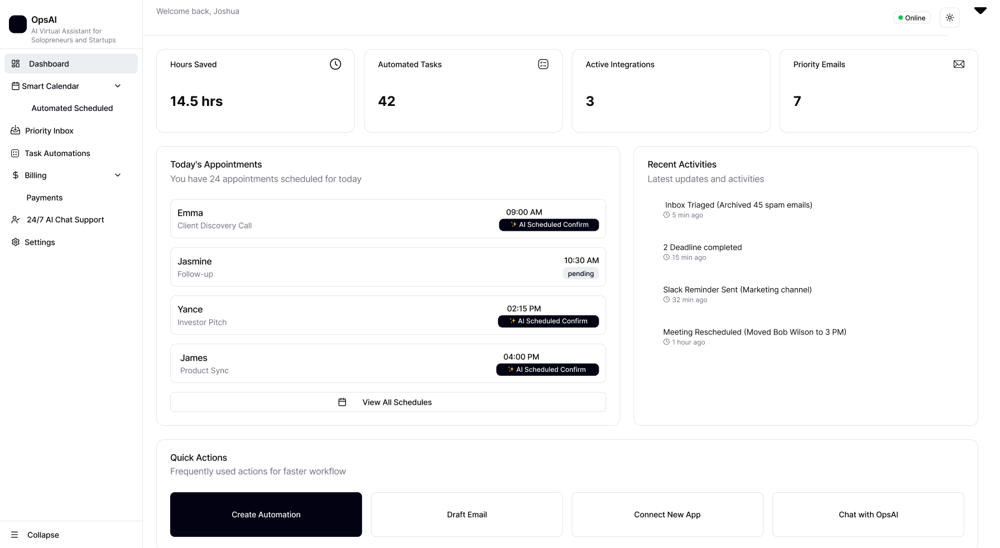 OpsAI
AI Virtual Assistant for
Solopreneurs and Startups
Dashboard
Smart Calendar
Automated Scheduled
Priority Inbox
Task Automations
Billing
Payments
24/7 AI Chat Support
Settings
Collapse
Welcome back, Joshua
Online
Hours Saved
14.5 hrs
Automated Tasks
42
Active Integrations
3
Priority Emails
7
Today's Appointments
You have 24 appointments scheduled for today
Emma
Client Discovery Call
09:00 AM
✨ AI Scheduled Confirm
Jasmine
Follow-up
10:30 AM
pending
Yance
Investor Pitch
02:15 PM
✨ AI Scheduled Confirm
James
Product Sync
04:00 PM
✨ AI Scheduled Confirm
View All Schedules
Recent Activities
Latest updates and activities
Inbox Triaged (Archived 45 spam emails)
5 min ago
2 Deadline completed
15 min ago
Slack Reminder Sent (Marketing channel)
32 min ago
Meeting Rescheduled (Moved Bob Wilson to 3 PM)
1 hour ago
Quick Actions
Frequently used actions for faster workflow
Create Automation
Draft Email
Connect New App
Chat with OpsAI